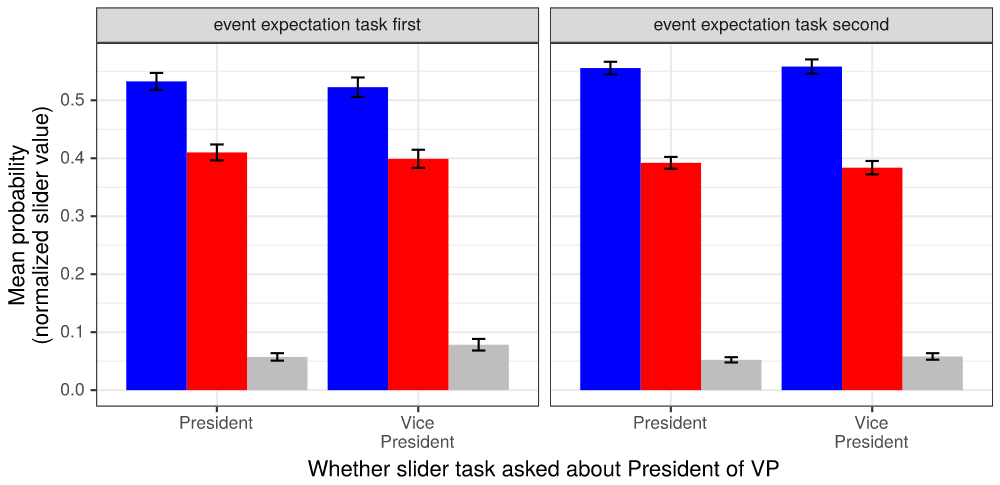 event expectation task first
event expectation task second
Mean probability
(normalized slider value)
0.5
0.4
0.3
0.2
0.1
0.0
President
Vice
President
President
Vice
President
Whether slider task asked about President of VP